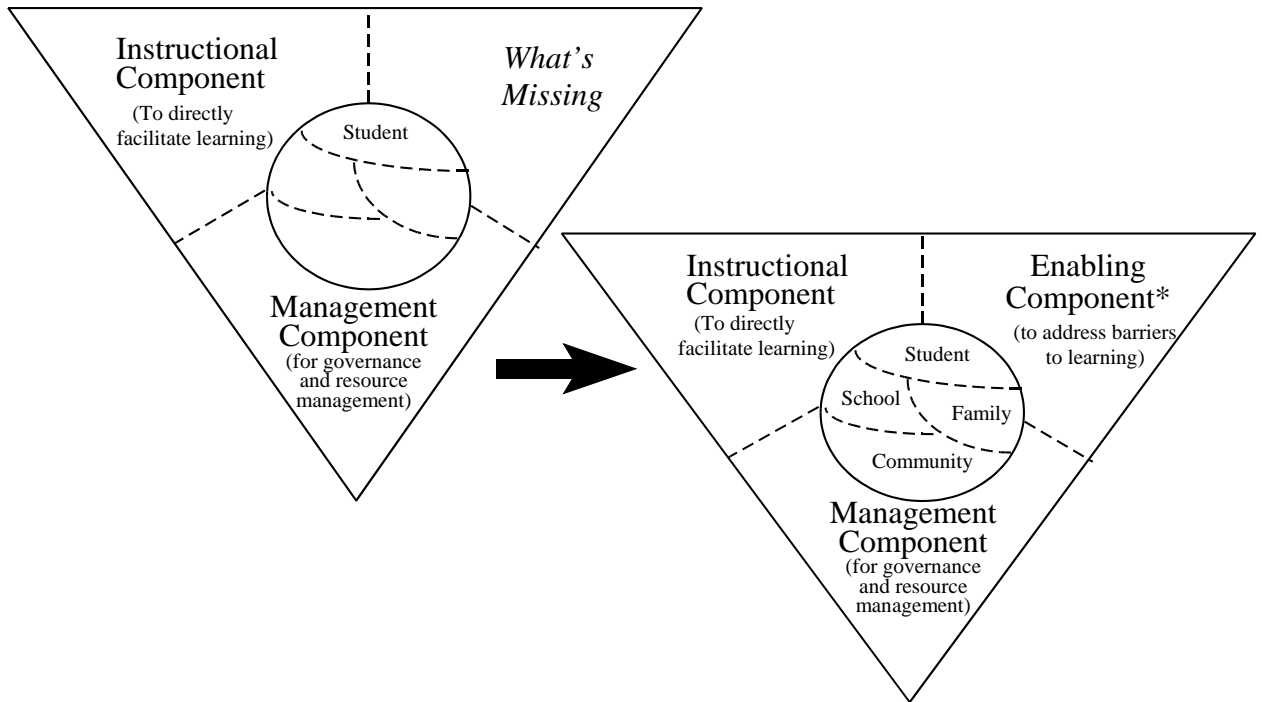 Instructional
Component
(To directly
facilitate learning)
What's
Missing
Student
Management
Component
(for governance
and resource
management)
Instructional
Component
(To directly
facilitate learning)
Enabling
Component*
(to address barriers
to learning)
Student
School
Family
Community
Management
Component
(for governance
and resource
management)